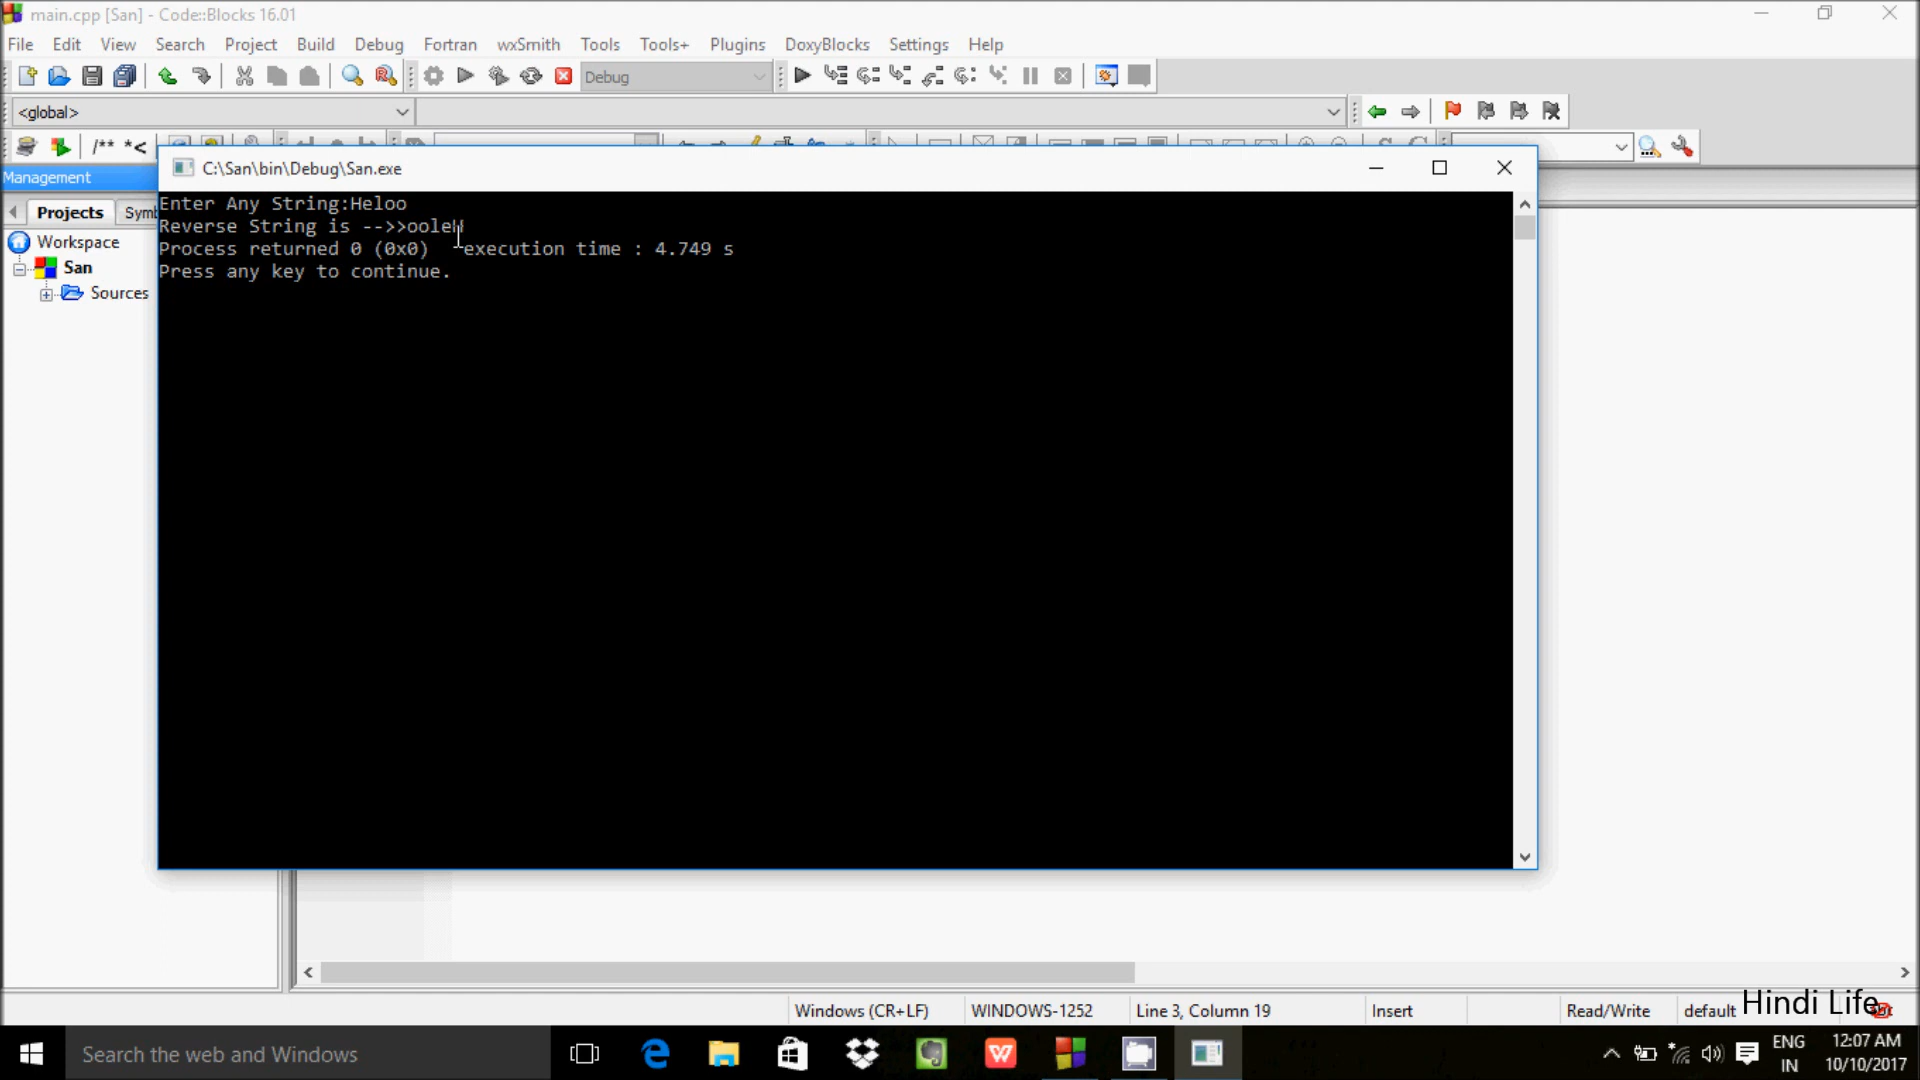 main.cpp [San] - Code::Blocks 16.01
File Edit View Search Project Build Debug Fortran wxSmith Tools Tools+ Plugins DoxyBlocks Settings Help
Debug
<global>
/** *<
C:\San\bin\Debug\San.exe
Management
Projects Symb
Workspace
San
Sources
Enter Any String:Heloo
Reverse String is -->>ooleH
Process returned 0 (0x0) execution time : 4.749 s
Press any key to continue.
Windows (CR+LF) WINDOWS-1252 Line 3, Column 19 Insert Read/Write default
Hindi Life
Search the web and Windows
ENG
IN
12:07 AM
10/10/2017